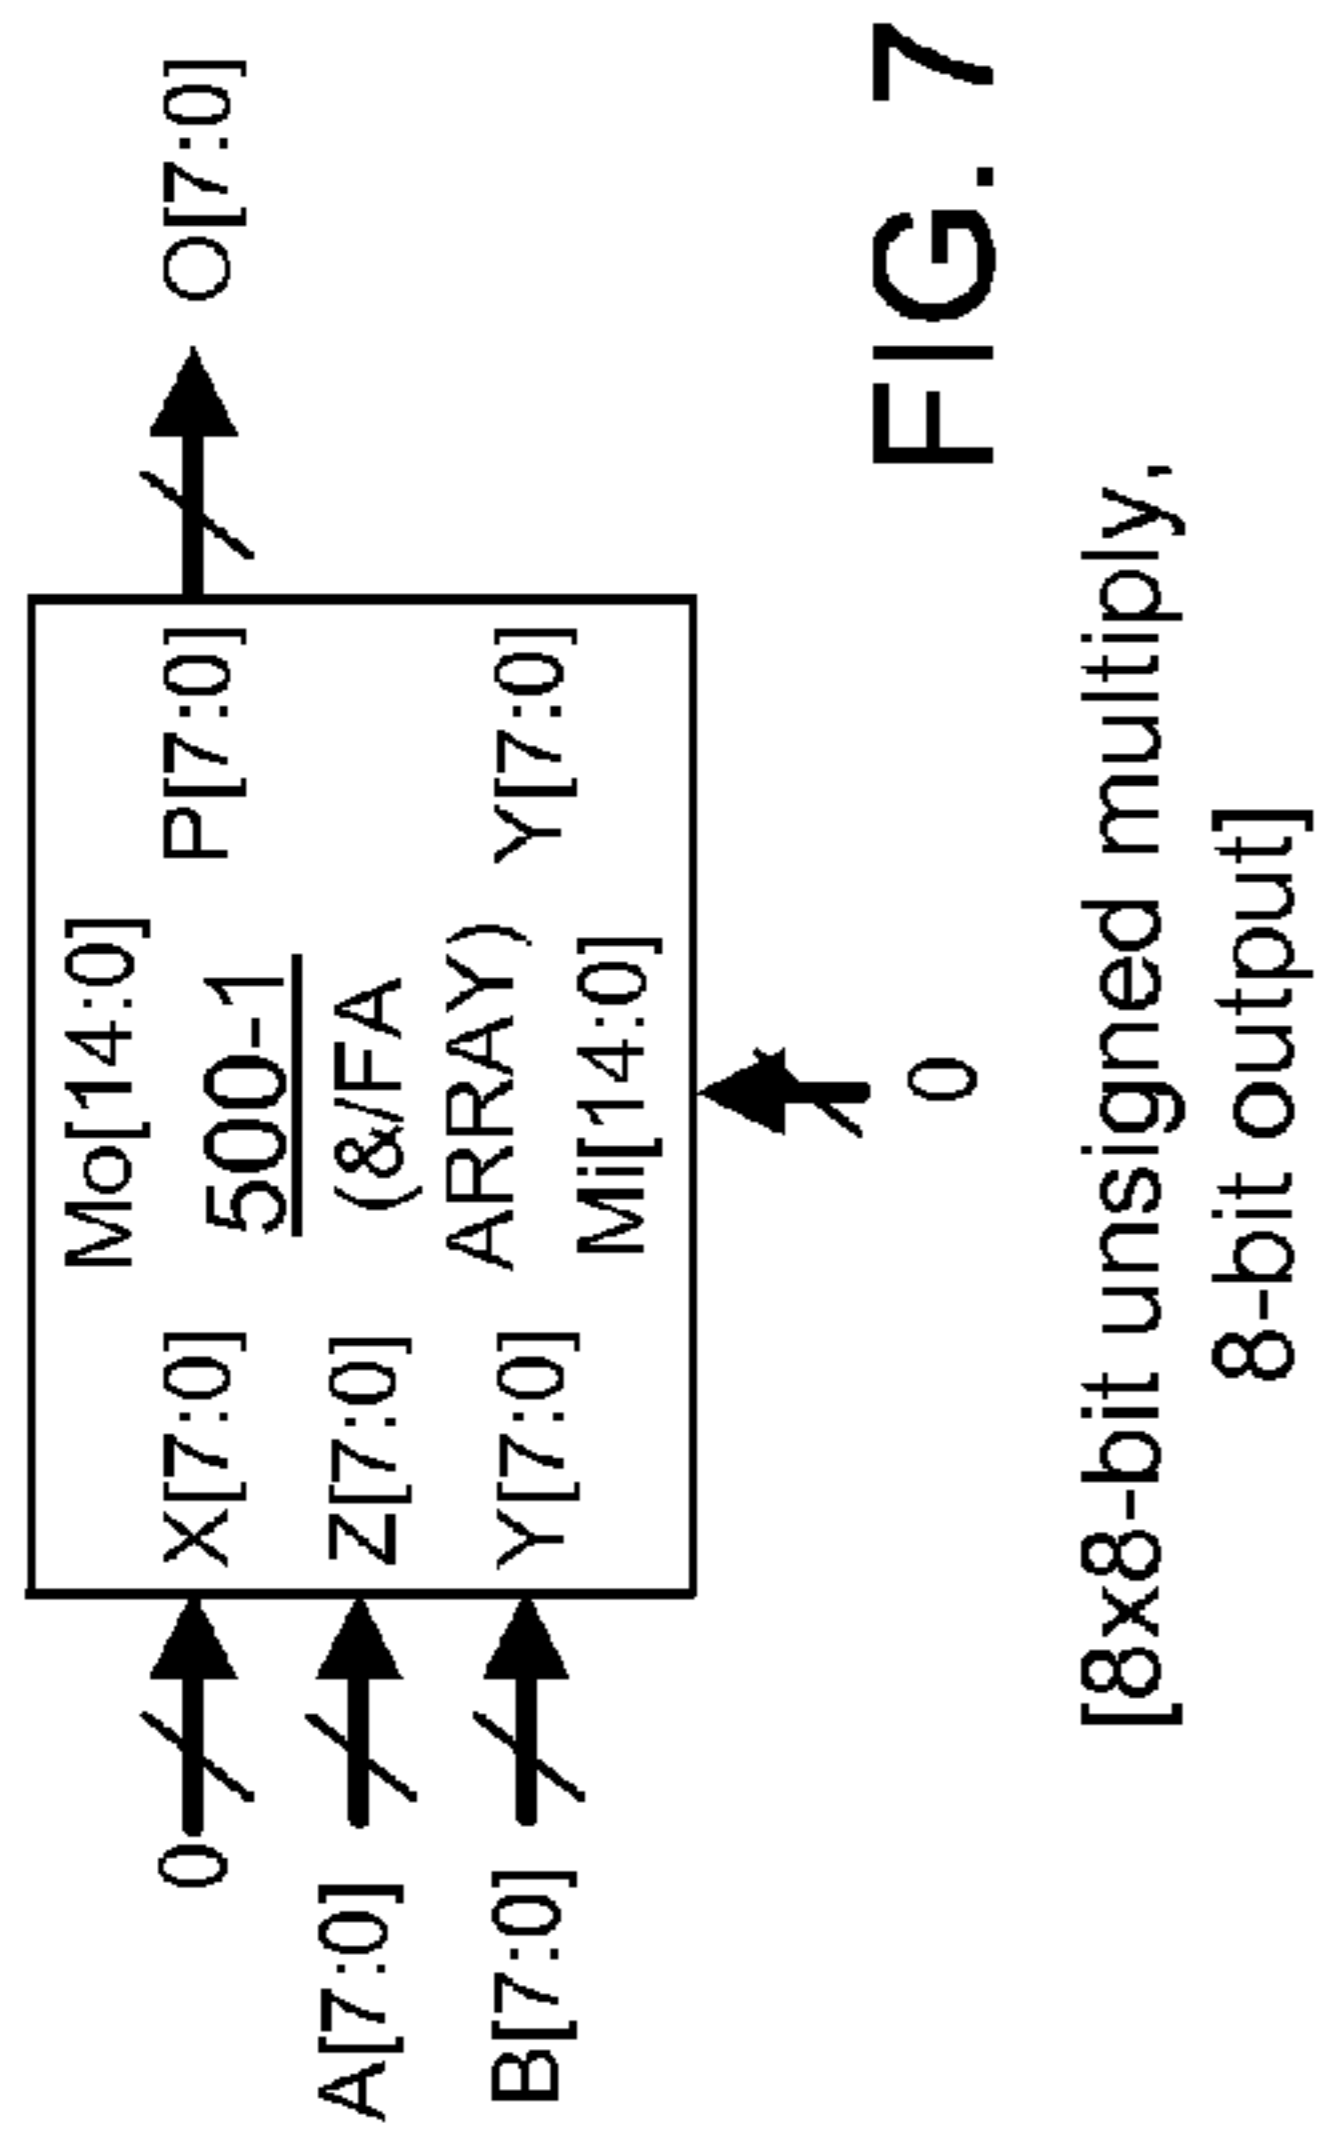 Mo[14:0]
0
X[7:0]
P[7:0]
O[7:0]
500-1
A[7:0]
Z[7:0]
(&/FA
ARRAY)
B[7:0]
Y[7:0]
Y[7:0]
Mi[14:0]
0
FIG. 7
[8x8-bit unsigned multiply,
8-bit output]